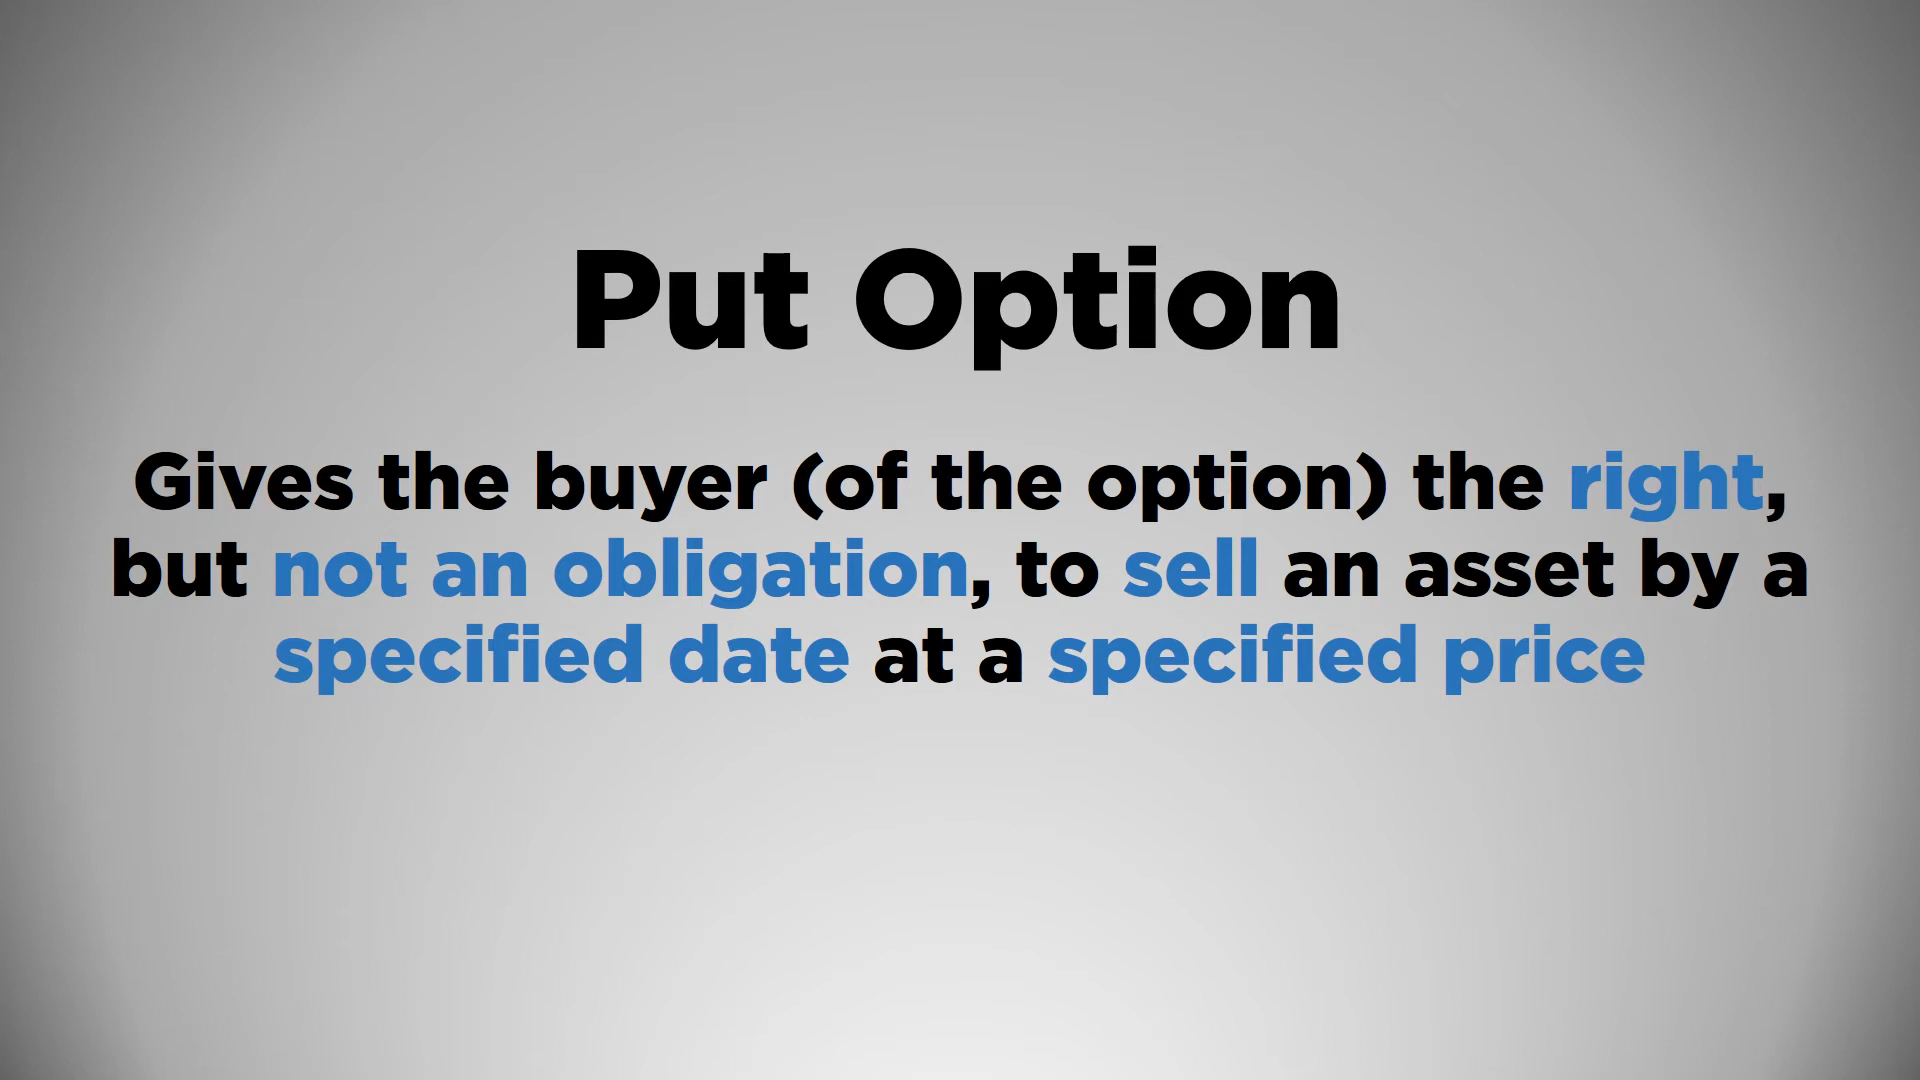 Put Option
Gives the buyer (of the option) the right,
but not an obligation, to sell an asset by a
specified date at a specified price